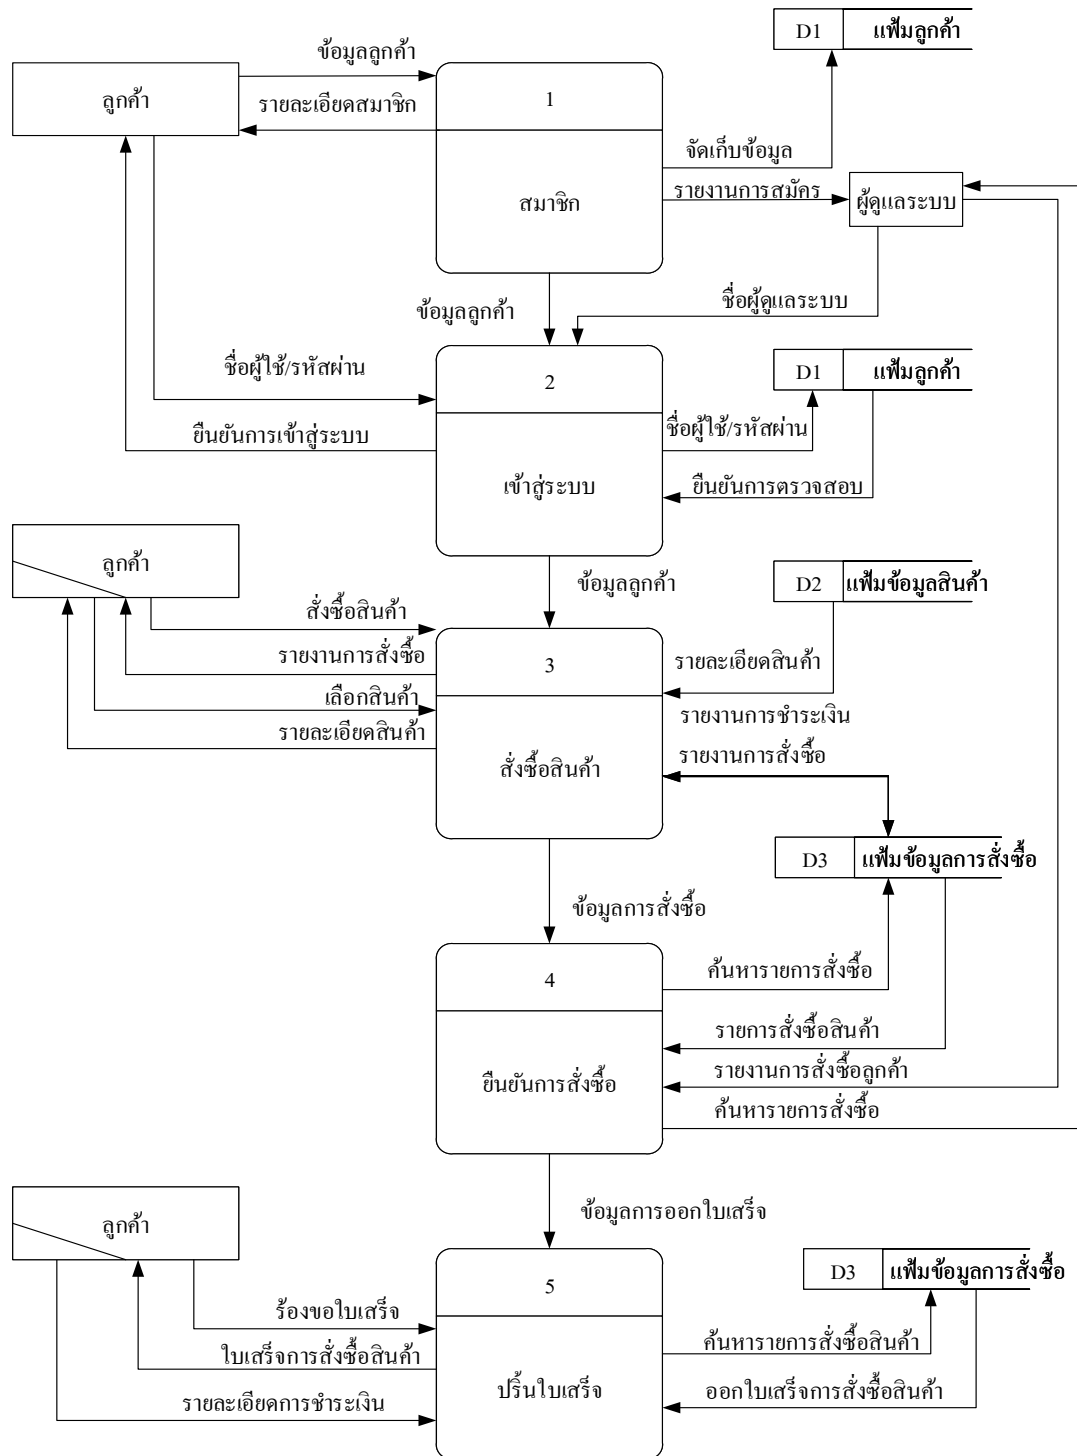 D1 แฟ้มลูกค้า
ข้อมูลลูกค้า
ลูกค้า
รายละเอียดสมาชิก
1
จัดเก็บข้อมูล
รายงานการสมัคร
สมาชิก
ผู้ดูแลระบบ
ชื่อผู้ดูแลระบบ
ข้อมูลลูกค้า
ชื่อผู้ใช้/รหัสผ่าน
2
D1 แฟ้มลูกค้า
ยืนยันการเข้าสู่ระบบ
ชื่อผู้ใช้/รหัสผ่าน
เข้าสู่ระบบ
ยืนยันการตรวจสอบ
ลูกค้า
ข้อมูลลูกค้า
D2 แฟ้มข้อมูลสินค้า
สั่งซื้อสินค้า
รายงานการสั่งซื้อ
3
รายละเอียดสินค้า
เลือกสินค้า
รายงานการชำระเงิน
รายละเอียดสินค้า
รายงานการสั่งซื้อ
สั่งซื้อสินค้า
D3 แฟ้มข้อมูลการสั่งซื้อ
ข้อมูลการสั่งซื้อ
4
ค้นหารายการสั่งซื้อ
รายการสั่งซื้อสินค้า
ยืนยันการสั่งซื้อ
รายงานการสั่งซื้อลูกค้า
ค้นหารายการสั่งซื้อ
ลูกค้า
ข้อมูลการออกใบเสร็จ
D3 แฟ้มข้อมูลการสั่งซื้อ
5
ร้องขอใบเสร็จ
ค้นหารายการสั่งซื้อสินค้า
ใบเสร็จการสั่งซื้อสินค้า
ปริ้นใบเสร็จ
ออกใบเสร็จการสั่งซื้อสินค้า
รายละเอียดการชำระเงิน